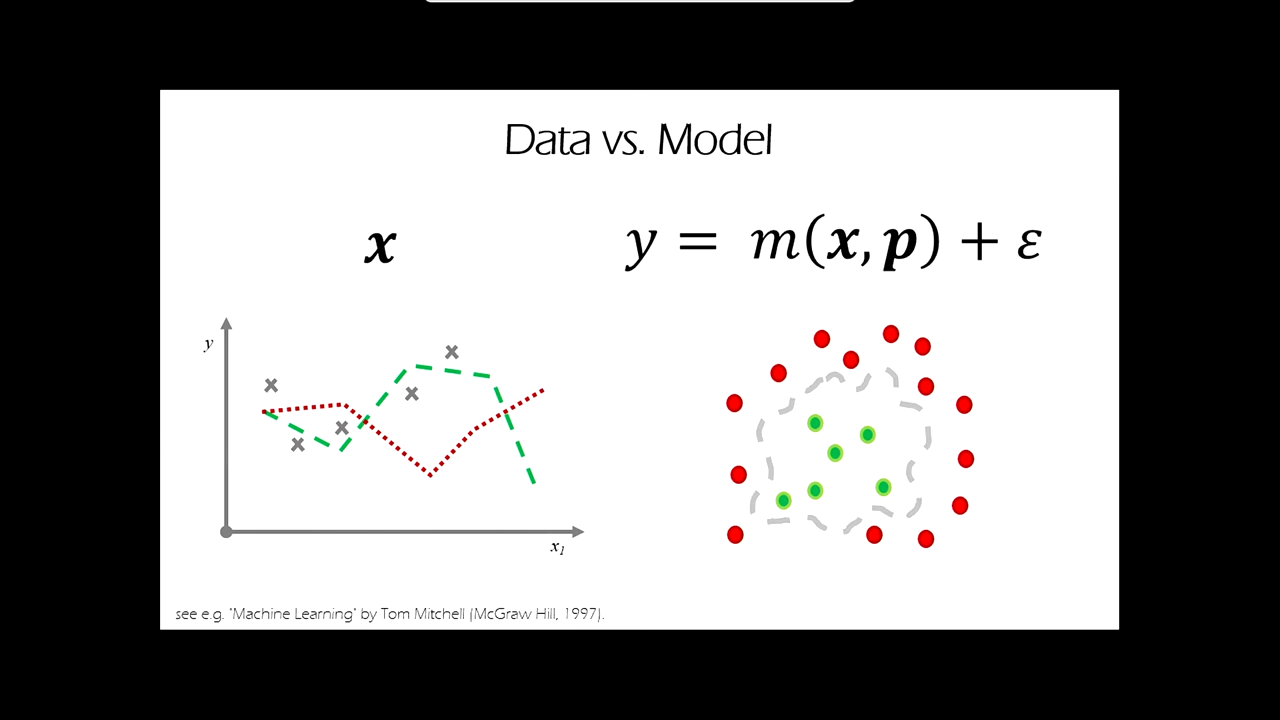 Data vs. Model
x
y = m(x, p) + ε
y
x₁
see e.g. "Machine Learning" by Tom Mitchell (McGraw Hill, 1997).